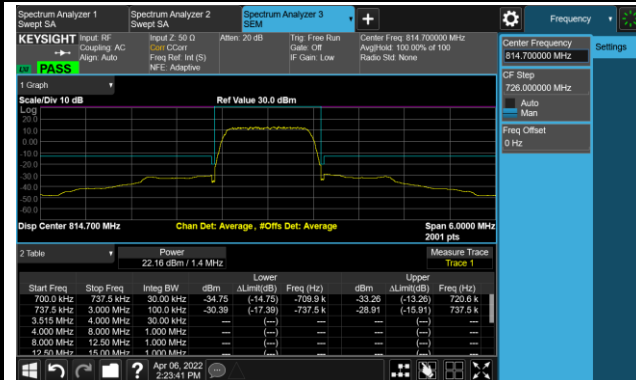 Spectrum Analyzer 1
Swept SA
Spectrum Analyzer 2
Swept SA
Spectrum Analyzer 3
SEM
Frequency
KEYSIGHT
PASS
Input: RF
Coupling: AC
Align: Auto
Input Z: 50 Ω
Corr CCorr
Freq Ref: Int (S)
NFE: Adaptive
Atten: 20 dB
Trig: Free Run
Gate: Off
IF Gain: Low
Center Freq: 814.700000 MHz
Avg|Hold: 100.00% of 100
Radio Std: None
Center Frequency
814.700000 MHz
Settings
CF Step
726.000000 MHz
Auto
Man
Freq Offset
0 Hz
1 Graph
Scale/Div 10 dB
Ref Value 30.0 dBm
Log
20.0
10.0
0.00
-10.0
-20.0
-30.0
-40.0
-50.0
-60.0
Disp Center 814.700 MHz
Chan Det: Average, #Offs Det: Average
Span 6.0000 MHz
2001 pts
2 Table
Power
22.16 dBm / 1.4 MHz
Measure Trace
Trace 1
Lower Upper
Start Freq Stop Freq Integ BW dBm ΔLimit(dB) Freq (Hz) dBm ΔLimit(dB) Freq (Hz)
700.0 kHz 737.5 kHz 30.00 kHz -34.75 (-14.75) -709.9 k -33.26 (-13.26) 720.6 k
737.5 kHz 3.000 MHz 100.0 kHz -30.39 (-17.39) -737.5 k -28.91 (-15.91) 737.5 k
3.515 MHz 4.000 MHz 30.00 kHz --- (---) --- --- (---) ---
4.000 MHz 8.000 MHz 1.000 MHz --- (---) --- --- (---) ---
8.000 MHz 12.50 MHz 1.000 MHz --- (---) --- --- (---) ---
12.50 MHz 15.00 MHz 1.000 MHz --- (---) --- --- (---) ---
Apr 06, 2022
2:23:41 PM